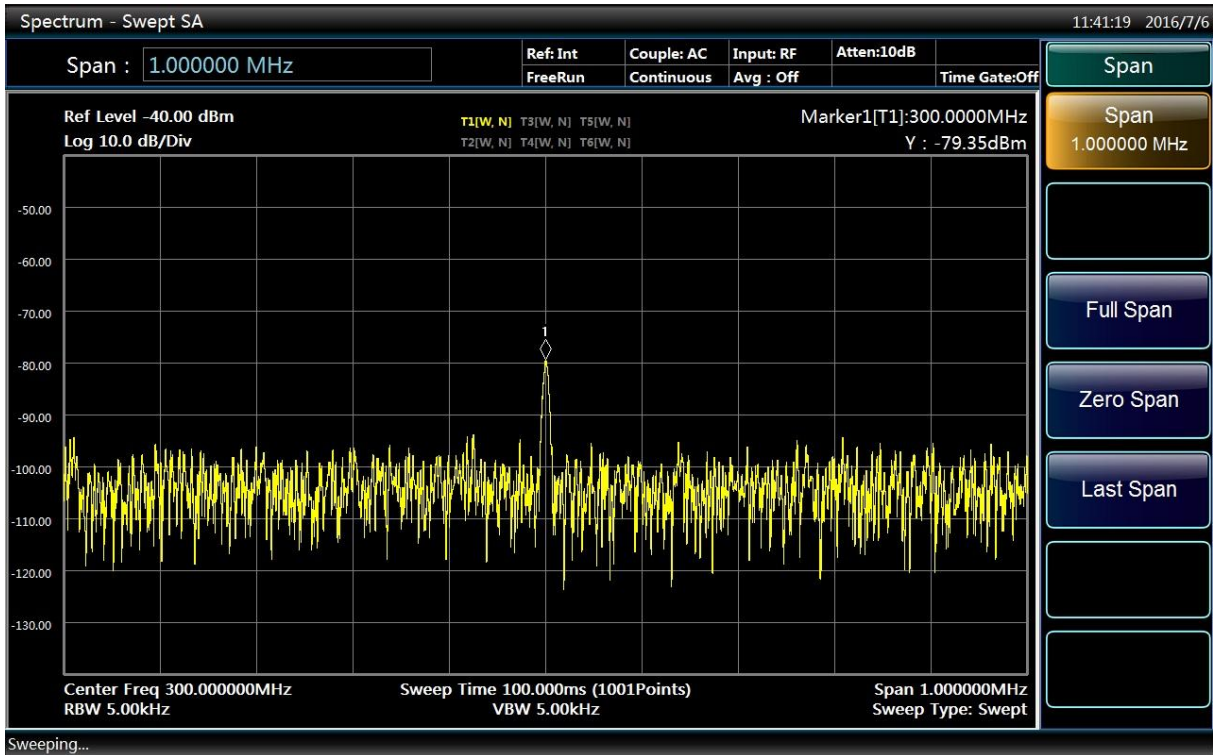 Spectrum - Swept SA
11:41:19 2016/7/6
Span : 1.000000 MHz
Ref: Int Couple: AC Input: RF Atten:10dB
FreeRun Continuous Avg : Off Time Gate:Off
Span
Ref Level -40.00 dBm
Log 10.0 dB/Div
T1[W, N] T3[W, N] T5[W, N]
T2[W, N] T4[W, N] T6[W, N]
Marker1[T1]:300.0000MHz
Y : -79.35dBm
1
-50.00
-60.00
-70.00
-80.00
-90.00
-100.00
-110.00
-120.00
-130.00
Center Freq 300.000000MHz Sweep Time 100.000ms (1001Points) Span 1.000000MHz
RBW 5.00kHz VBW 5.00kHz Sweep Type: Swept
Span
1.000000 MHz
Full Span
Zero Span
Last Span
Sweeping...